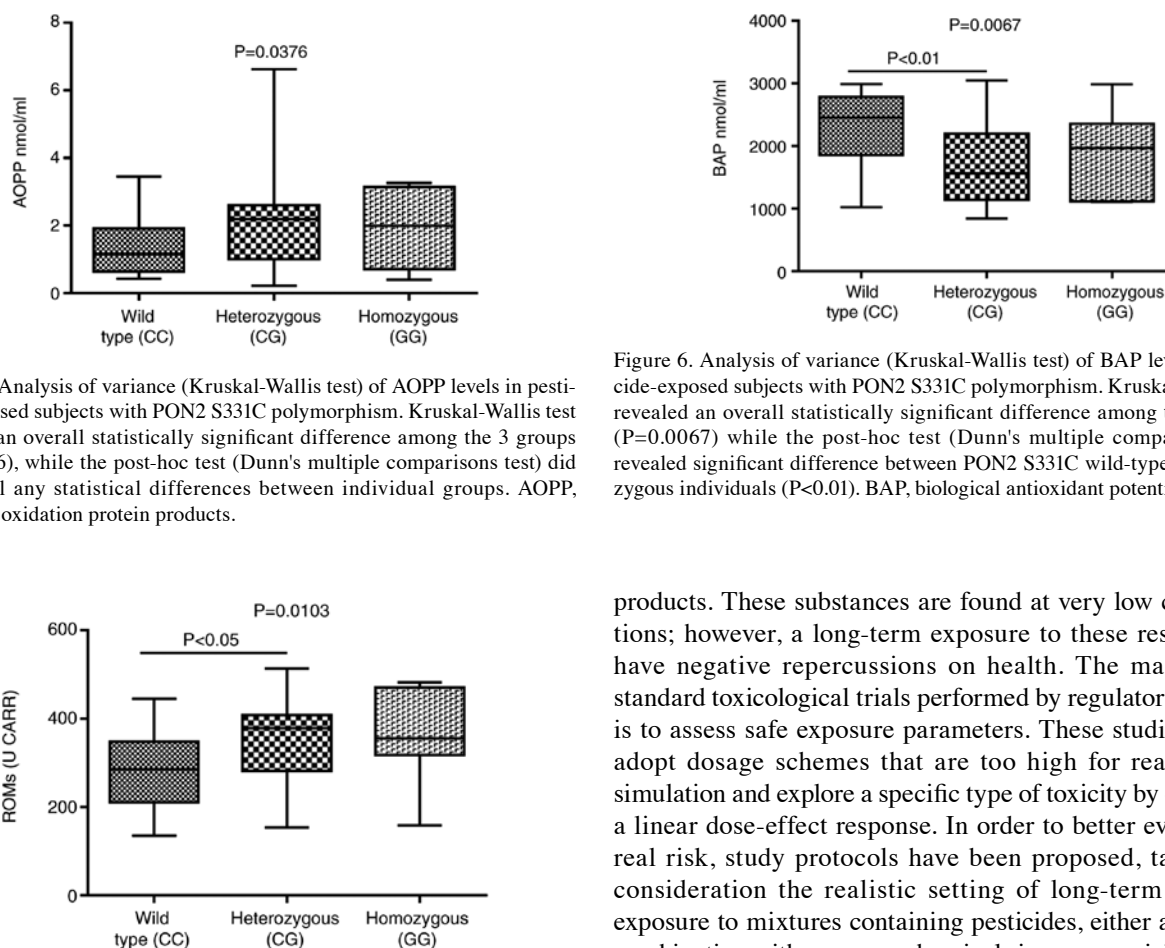 8
6
4
2
0
AOPP nmol/ml
P=0.0376
Wild
type (CC)
Heterozygous
(CG)
Homozygous
(GG)
Analysis of variance (Kruskal-Wallis test) of AOPP levels in pesti-
sed subjects with PON2 S331C polymorphism. Kruskal-Wallis test
an overall statistically significant difference among the 3 groups
6), while the post-hoc test (Dunn's multiple comparisons test) did
l any statistical differences between individual groups. AOPP,
oxidation protein products.
600
400
200
0
ROMs (U CARR)
P=0.0103
P<0.05
Wild
type (CC)
Heterozygous
(CG)
Homozygous
(GG)
4000
3000
2000
1000
0
BAP nmol/ml
P=0.0067
P<0.01
Wild
type (CC)
Heterozygous
(CG)
Homozygous
(GG)
Figure 6. Analysis of variance (Kruskal-Wallis test) of BAP lev
cide-exposed subjects with PON2 S331C polymorphism. Kruska
revealed an overall statistically significant difference among
(P=0.0067) while the post-hoc test (Dunn's multiple compa
revealed significant difference between PON2 S331C wild-type
zygous individuals (P<0.01). BAP, biological antioxidant potent
products. These substances are found at very low c
tions; however, a long-term exposure to these res
have negative repercussions on health. The ma
standard toxicological trials performed by regulator
is to assess safe exposure parameters. These studi
adopt dosage schemes that are too high for rea
simulation and explore a specific type of toxicity by
a linear dose-effect response. In order to better ev
real risk, study protocols have been proposed, ta
consideration the realistic setting of long-term
exposure to mixtures containing pesticides, either a